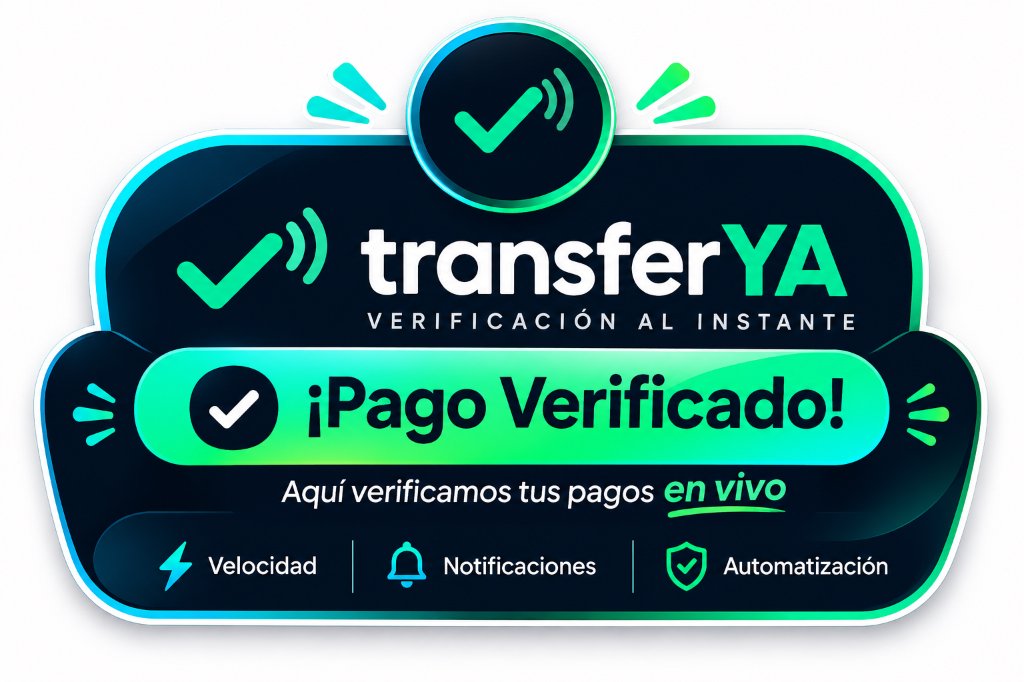 transferYA
VERIFICACIÓN AL INSTANTE
¡Pago Verificado!
Aquí verificamos tus pagos en vivo
Velocidad
Notificaciones
Automatización